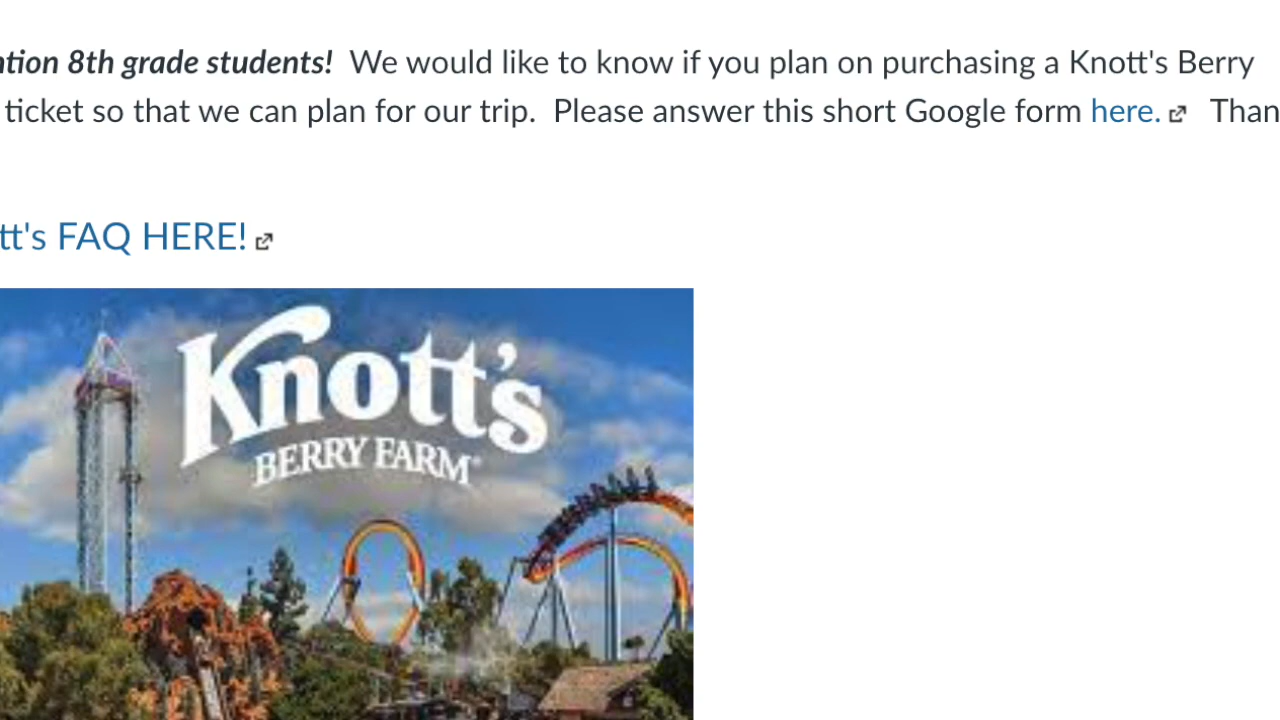 ntion 8th grade students! We would like to know if you plan on purchasing a Knott's Berry
ticket so that we can plan for our trip. Please answer this short Google form here. Than
tt's FAQ HERE!
Knott's
BERRY FARM